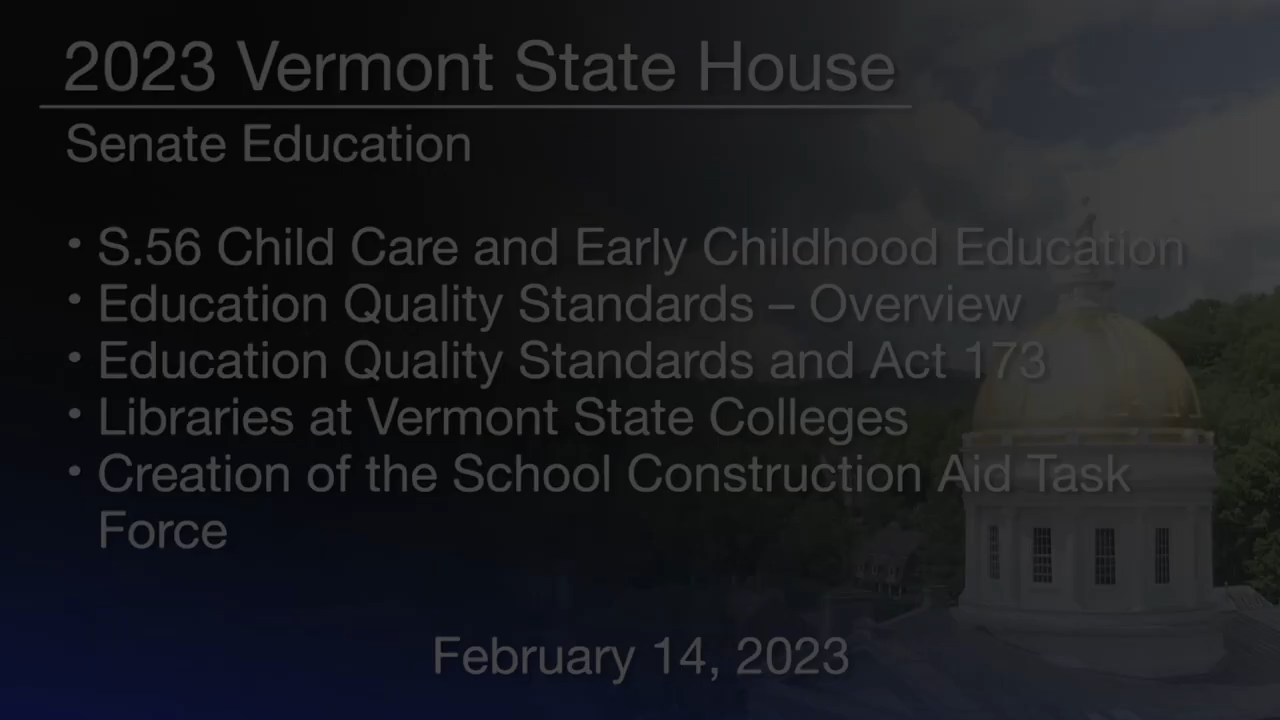 2023 Vermont State House
Senate Education
• S.56 Child Care and Early Childhood Education
• Education Quality Standards – Overview
• Education Quality Standards and Act 173
• Libraries at Vermont State Colleges
• Creation of the School Construction Aid Task
Force
February 14, 2023